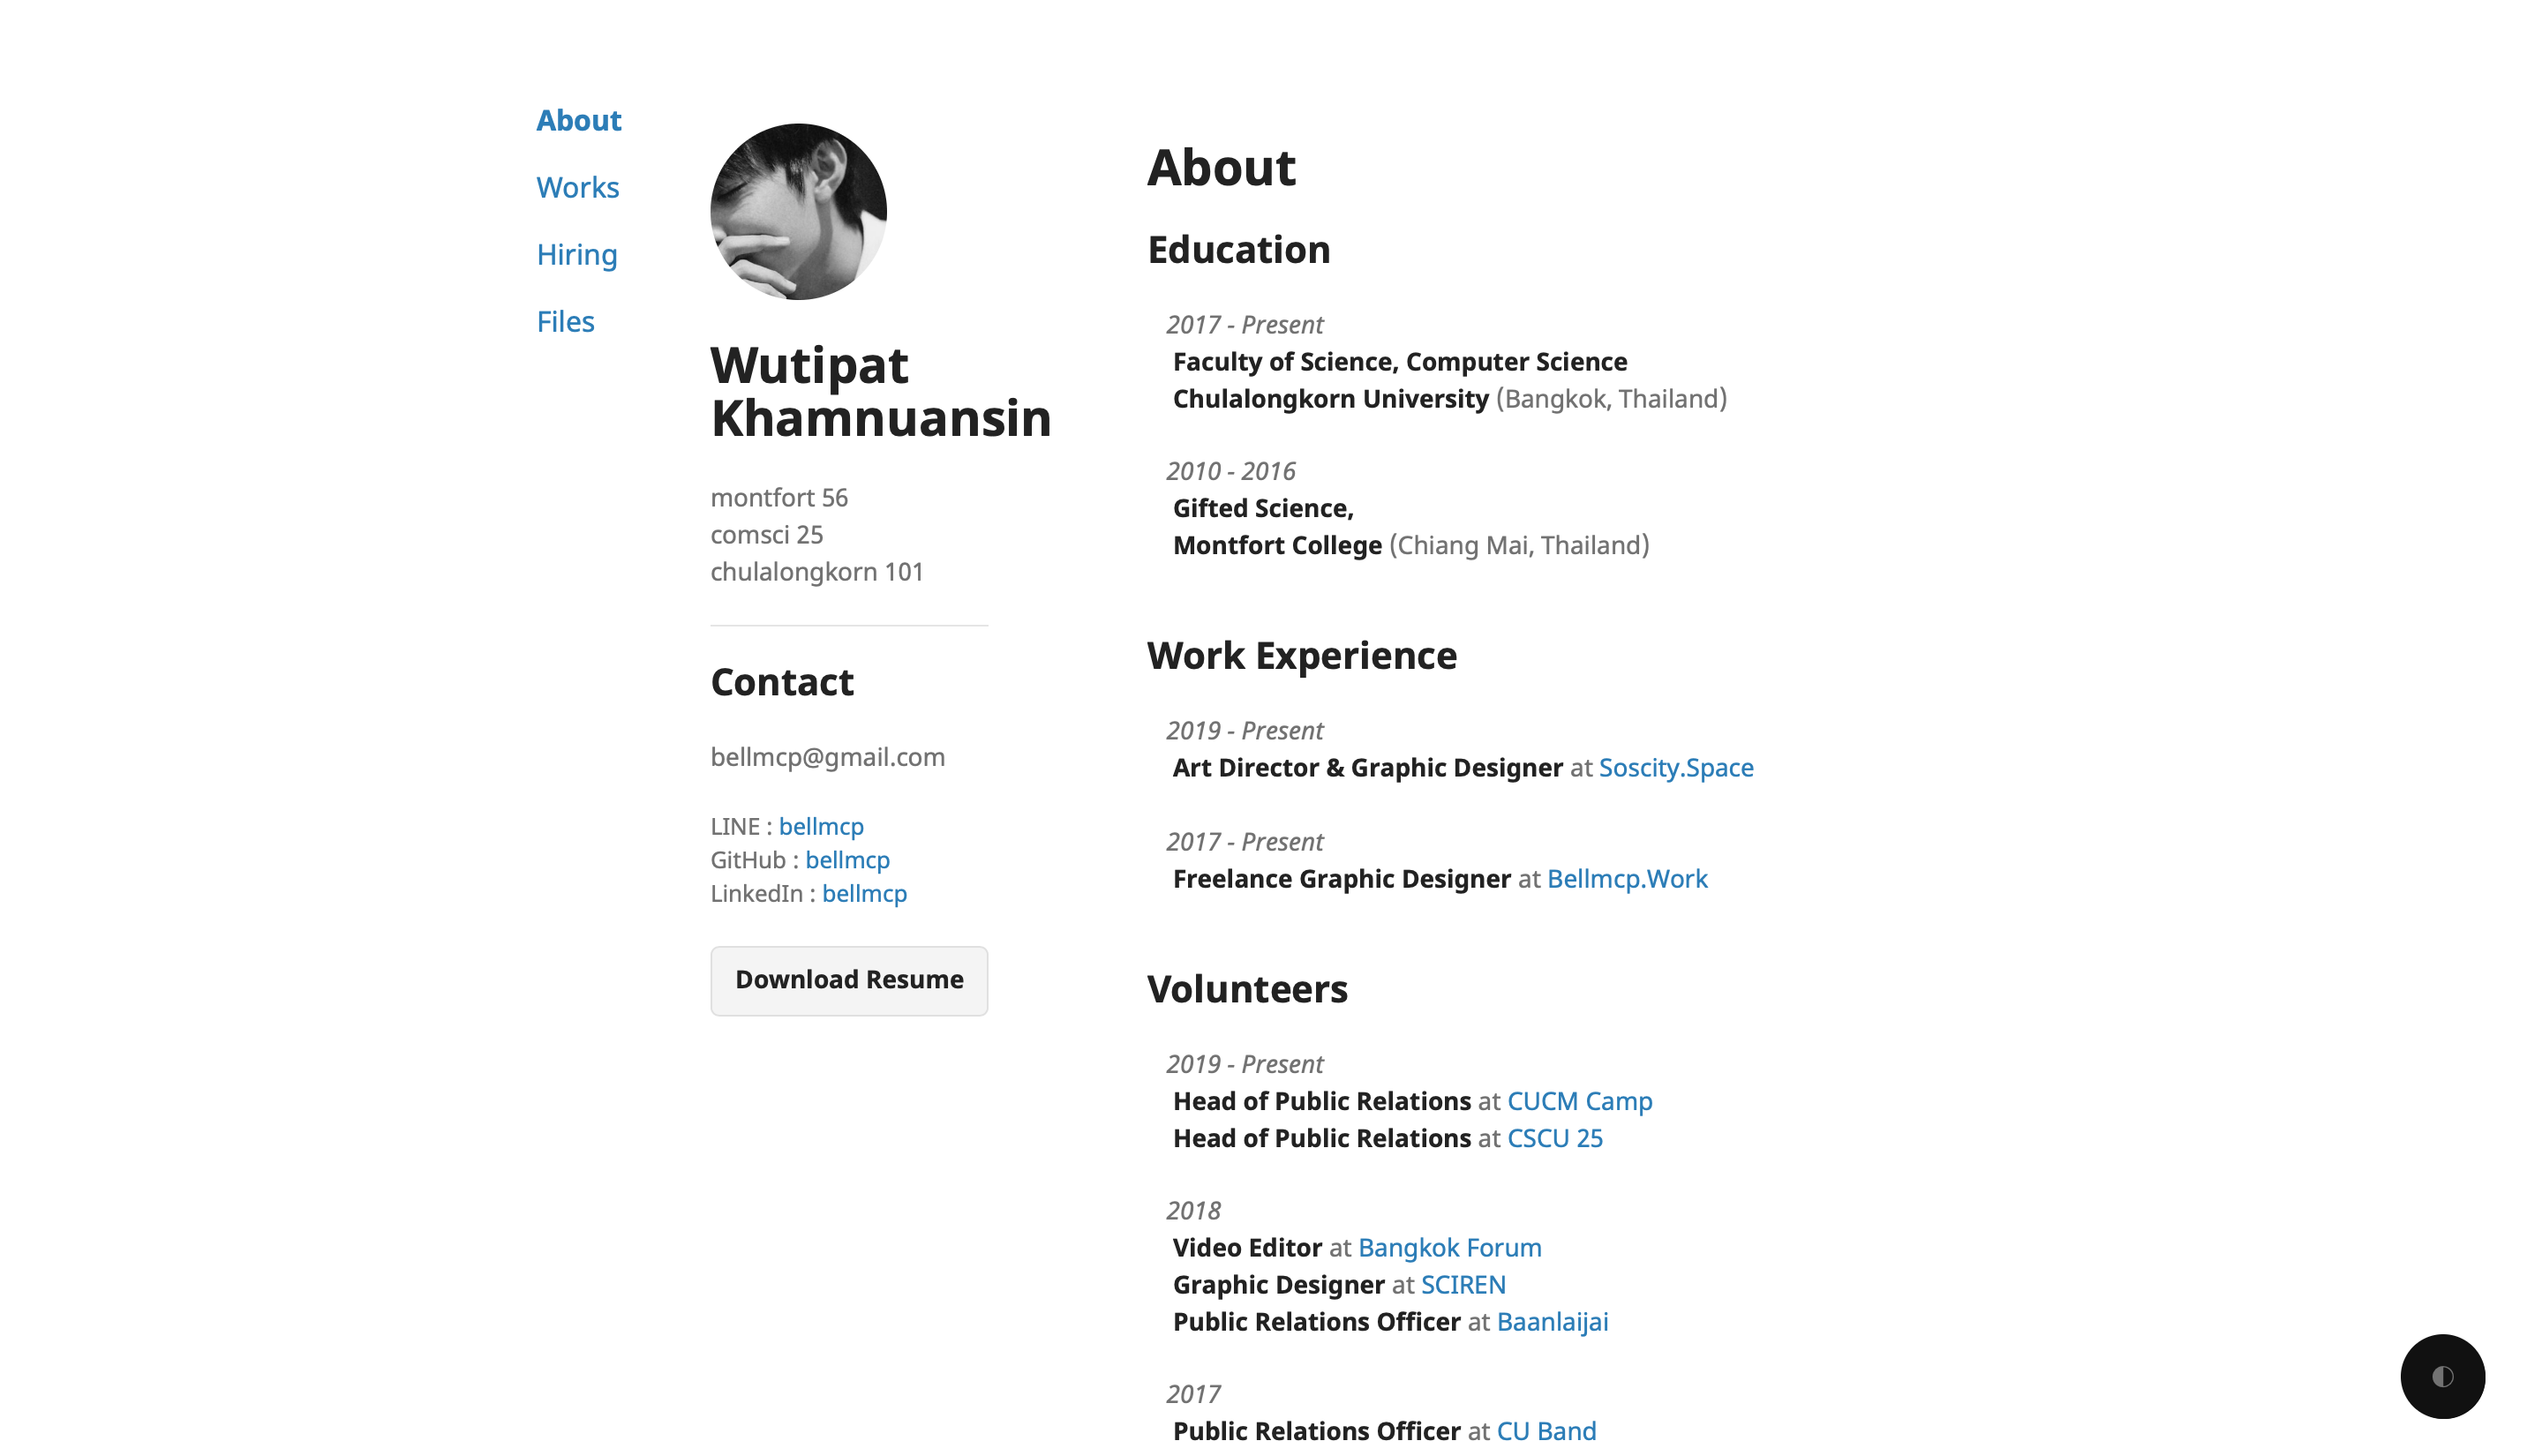 About
Works
Hiring
Files
Wutipat
Khamnuansin
montfort 56
comsci 25
chulalongkorn 101
Contact
bellmcp@gmail.com
LINE : bellmcp
GitHub : bellmcp
LinkedIn : bellmcp
Download Resume
About
Education
2017 - Present
Faculty of Science, Computer Science
Chulalongkorn University (Bangkok, Thailand)
2010 - 2016
Gifted Science,
Montfort College (Chiang Mai, Thailand)
Work Experience
2019 - Present
Art Director & Graphic Designer at Soscity.Space
2017 - Present
Freelance Graphic Designer at Bellmcp.Work
Volunteers
2019 - Present
Head of Public Relations at CUCM Camp
Head of Public Relations at CSCU 25
2018
Video Editor at Bangkok Forum
Graphic Designer at SCIREN
Public Relations Officer at Baanlaijai
2017
Public Relations Officer at CU Band